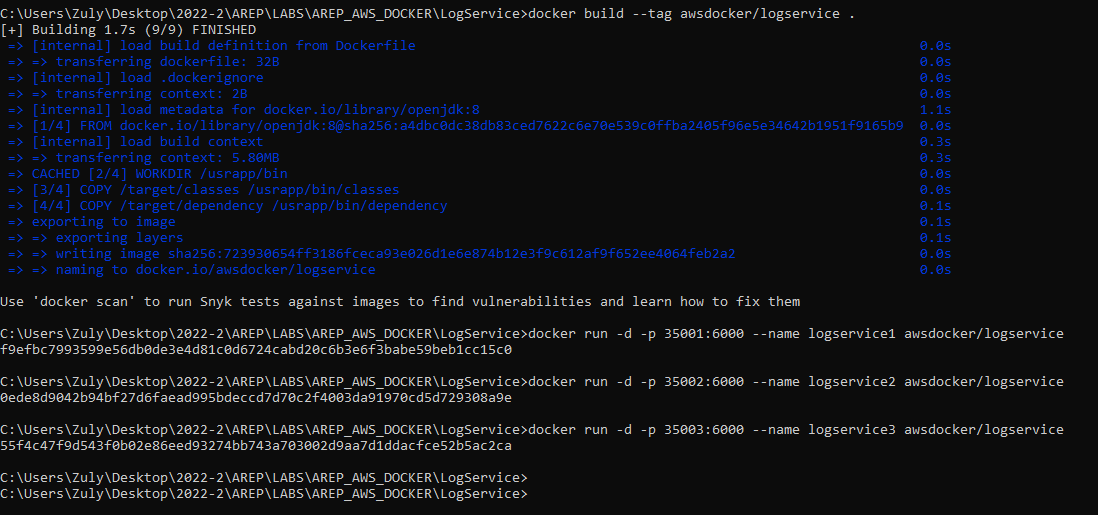 C:\Users\Zuly\Desktop\2022-2\AREP\LABS\AREP_AWS_DOCKER\LogService>docker build --tag awsdocker/logservice .
[+] Building 1.7s (9/9) FINISHED
=> [internal] load build definition from Dockerfile 0.0s
=> => transferring dockerfile: 32B 0.0s
=> [internal] load .dockerignore 0.0s
=> => transferring context: 2B 0.0s
=> [internal] load metadata for docker.io/library/openjdk:8 1.1s
=> [1/4] FROM docker.io/library/openjdk:8@sha256:a4dbc0dc38db83ced7622c6e70e539c0ffba2405f96e5e34642b1951f9165b9 0.0s
=> [internal] load build context 0.3s
=> => transferring context: 5.80MB 0.3s
=> CACHED [2/4] WORKDIR /usrapp/bin 0.0s
=> [3/4] COPY /target/classes /usrapp/bin/classes 0.0s
=> [4/4] COPY /target/dependency /usrapp/bin/dependency 0.1s
=> exporting to image 0.1s
=> => exporting layers 0.1s
=> => writing image sha256:723930654ff3186fceca93e026d1e6e874b12e3f9c612af9f652ee4064feb2a2 0.0s
=> => naming to docker.io/awsdocker/logservice 0.0s
Use 'docker scan' to run Snyk tests against images to find vulnerabilities and learn how to fix them
C:\Users\Zuly\Desktop\2022-2\AREP\LABS\AREP_AWS_DOCKER\LogService>docker run -d -p 35001:6000 --name logservice1 awsdocker/logservice
f9efbc7993599e56db0de3e4d81c0d6724cabd20c6b3e6f3babe59beb1cc15c0
C:\Users\Zuly\Desktop\2022-2\AREP\LABS\AREP_AWS_DOCKER\LogService>docker run -d -p 35002:6000 --name logservice2 awsdocker/logservice
0ede8d9042b94bf27d6faead995bdeccd7d70c2f4003da91970cd5d729308a9e
C:\Users\Zuly\Desktop\2022-2\AREP\LABS\AREP_AWS_DOCKER\LogService>docker run -d -p 35003:6000 --name logservice3 awsdocker/logservice
55f4c47f9d543f0b02e86eed93274bb743a703002d9aa7d1ddacfce52b5ac2ca
C:\Users\Zuly\Desktop\2022-2\AREP\LABS\AREP_AWS_DOCKER\LogService>
C:\Users\Zuly\Desktop\2022-2\AREP\LABS\AREP_AWS_DOCKER\LogService>